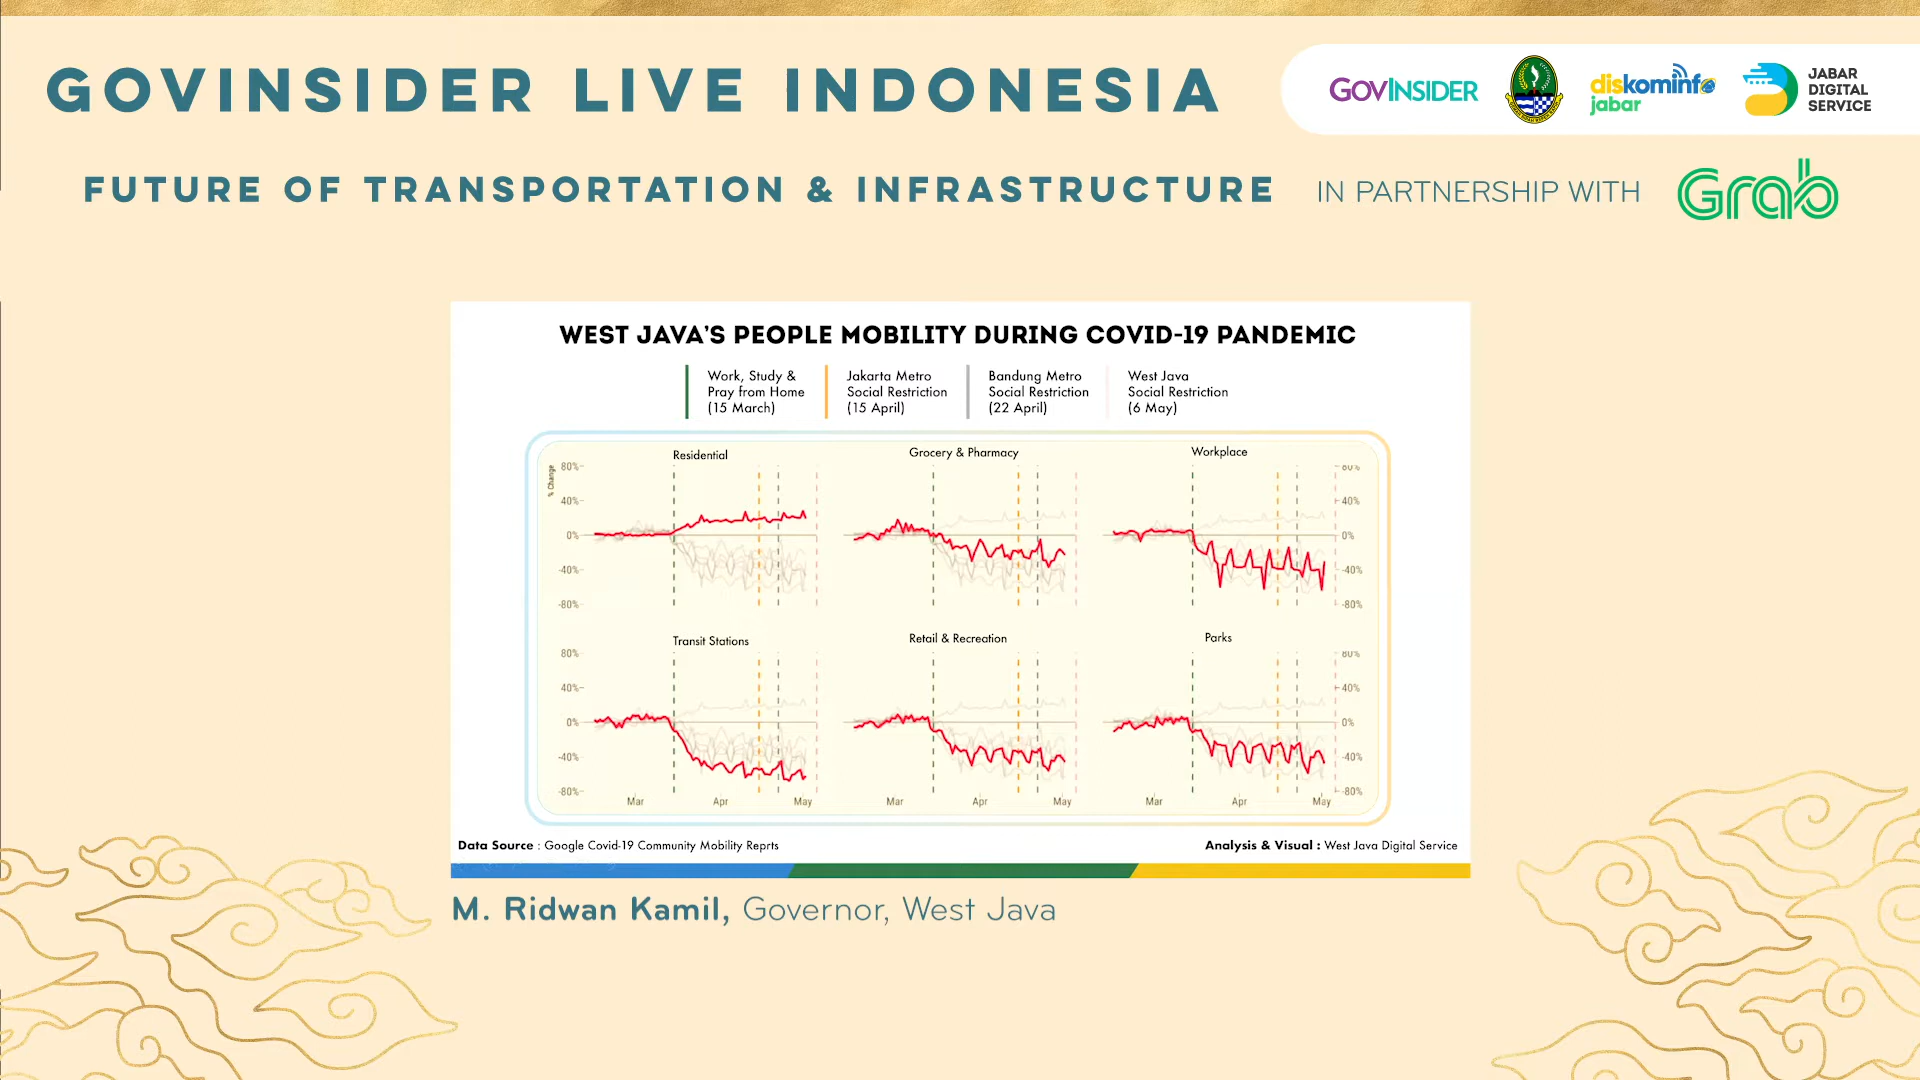 GOVINSIDER LIVE INDONESIA
GOVINSIDER
diskominfo
jabar
JABAR
DIGITAL
SERVICE
FUTURE OF TRANSPORTATION & INFRASTRUCTURE
IN PARTNERSHIP WITH
Grab
WEST JAVA'S PEOPLE MOBILITY DURING COVID-19 PANDEMIC
Work, Study &
Pray from Home
(15 March)
Jakarta Metro
Social Restriction
(15 April)
Bandung Metro
Social Restriction
(22 April)
West Java
Social Restriction
(6 May)
Residential
Grocery & Pharmacy
Workplace
% Change
80%
40%
0%
-40%
-80%
80%
40%
0%
-40%
-80%
Transit Stations
Retail & Recreation
Parks
80%
40%
0%
-40%
-80%
80%
40%
0%
-40%
-80%
Mar Apr May
Mar Apr May
Mar Apr May
Data Source : Google Covid-19 Community Mobility Reprts
Analysis & Visual : West Java Digital Service
M. Ridwan Kamil, Governor, West Java